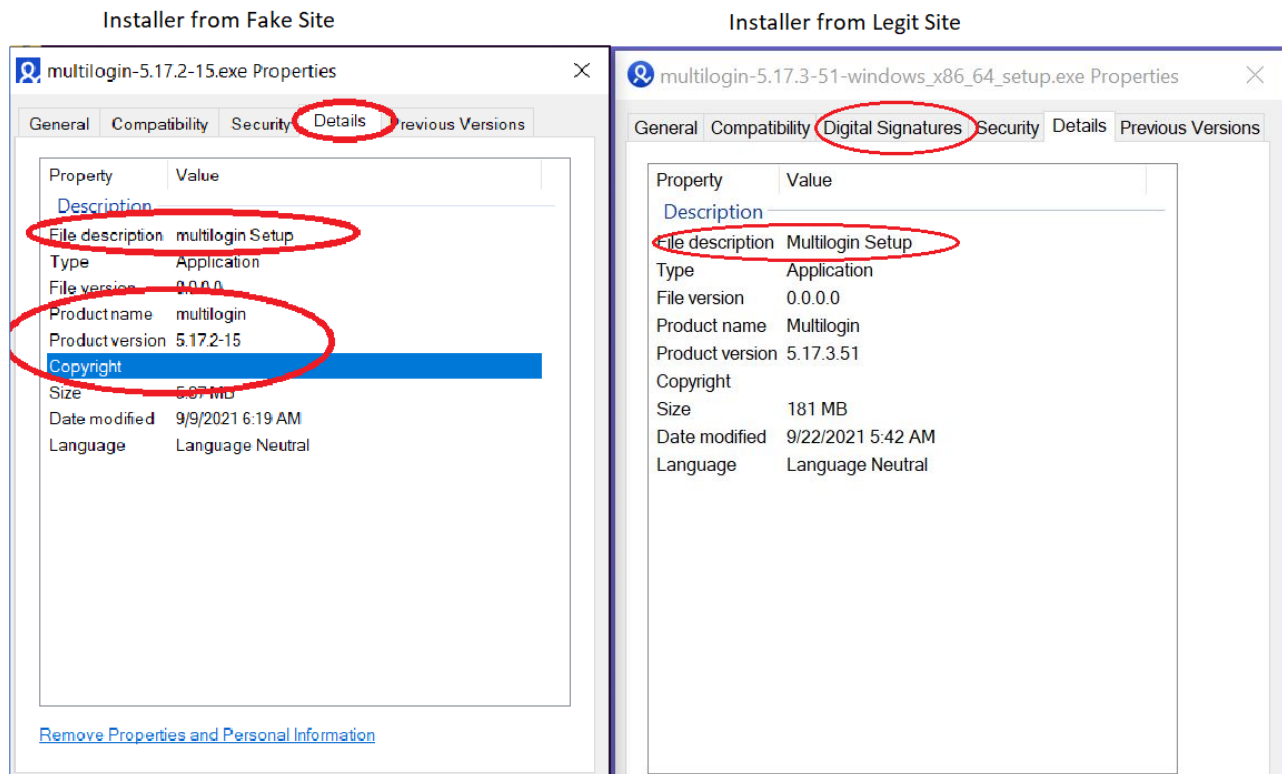 Installer from Fake Site
multilogin-5.17.2-15.exe Properties
General Compatibility Security Details Previous Versions
Property Value
Description
File description multilogin Setup
Type Application
File version 0.0.0.0
Product name multilogin
Product version 5.17.2-15
Copyright
Size 5.87 MB
Date modified 9/9/2021 6:19 AM
Language Language Neutral
Remove Properties and Personal Information
Installer from Legit Site
multilogin-5.17.3-51-windows_x86_64_setup.exe Properties
General Compatibility Digital Signatures Security Details Previous Versions
Property Value
Description
File description Multilogin Setup
Type Application
File version 0.0.0.0
Product name Multilogin
Product version 5.17.3.51
Copyright
Size 181 MB
Date modified 9/22/2021 5:42 AM
Language Language Neutral